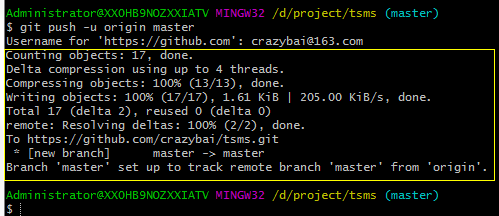 Administrator@XXOHB9NOZXXIATV MINGW32 /d/project/tsms (master)
$ git push -u origin master
Username for 'https://github.com': crazybai@163.com
Counting objects: 17, done.
Delta compression using up to 4 threads.
Compressing objects: 100% (13/13), done.
Writing objects: 100% (17/17), 1.61 KiB | 205.00 KiB/s, done.
Total 17 (delta 2), reused 0 (delta 0)
remote: Resolving deltas: 100% (2/2), done.
To https://github.com/crazybai/tsms.git
 * [new branch]      master -> master
Branch 'master' set up to track remote branch 'master' from 'origin'.
Administrator@XXOHB9NOZXXIATV MINGW32 /d/project/tsms (master)
$